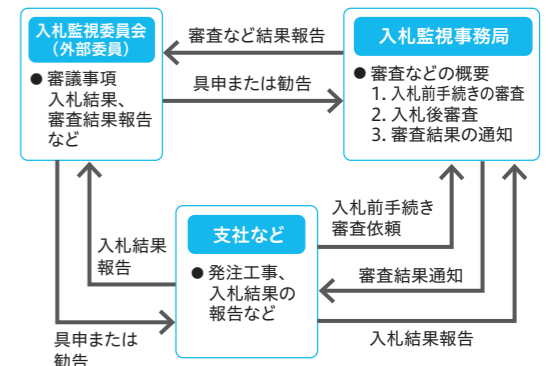 入札監視委員会
（外部委員）
● 審議事項
入札結果、
審査結果報告
など
審査など結果報告
具申または勧告
入札監視事務局
● 審査などの概要
1. 入札前手続きの審査
2. 入札後審査
3. 審査結果の通知
入札結果
報告
具申または
勧告
支社など
● 発注工事、
入札結果の
報告など
入札前手続き
審査依頼
審査結果通知
入札結果報告